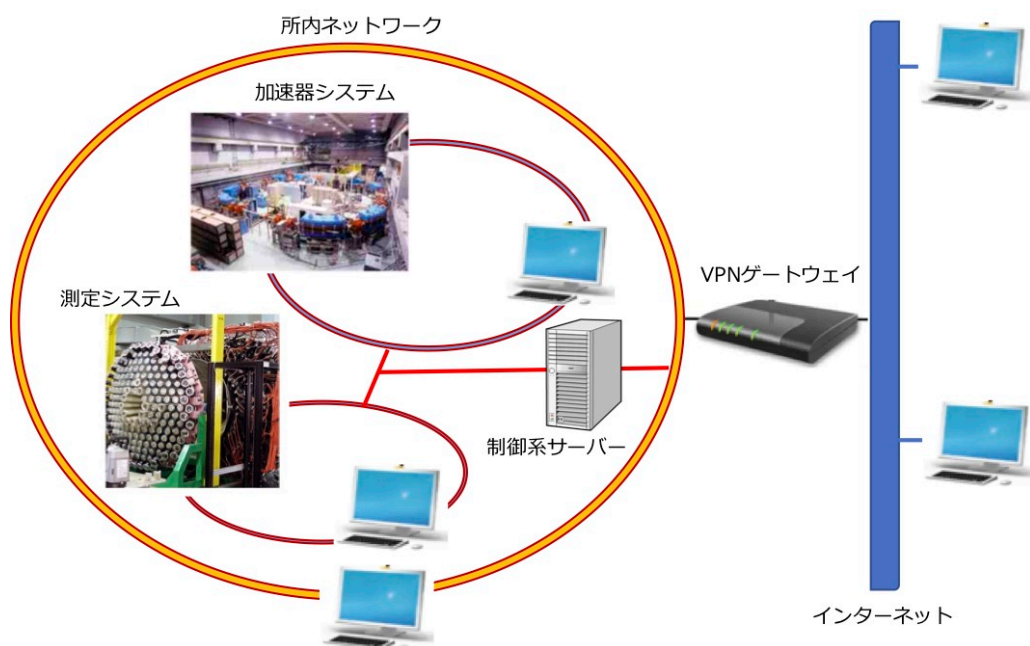 所内ネットワーク
加速器システム
測定システム
VPNゲートウェイ
制御系サーバー
インターネット